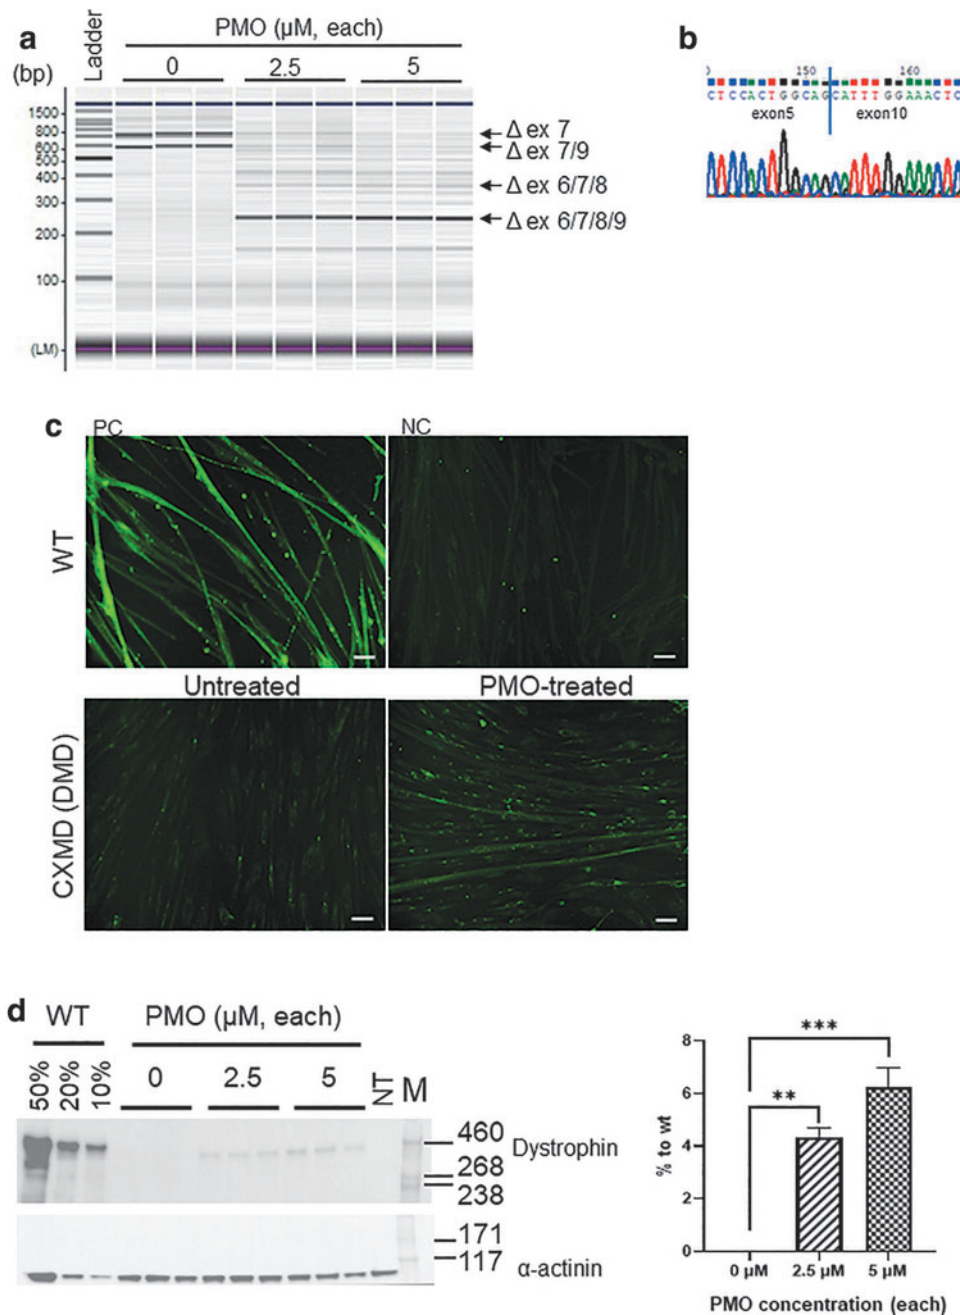 a
Ladder
PMO (μM, each)
(bp)
0 2.5 5
1500
800
600
500
400
300
200
100
(LM)
Δ ex 7
Δ ex 7/9
Δ ex 6/7/8
Δ ex 6/7/8/9
b
150 160
CTCCACTGGCAGCATTTGGAAACTC
exon5 exon10
c
PC NC
WT
Untreated PMO-treated
CXMD (DMD)
d
WT PMO (μM, each)
50% 20% 10% 0 2.5 5 NT M
460
268
238
Dystrophin
171
117
α-actinin
8
6
4
2
0
% to wt
***
**
0 μM 2.5 μM 5 μM
PMO concentration (each)